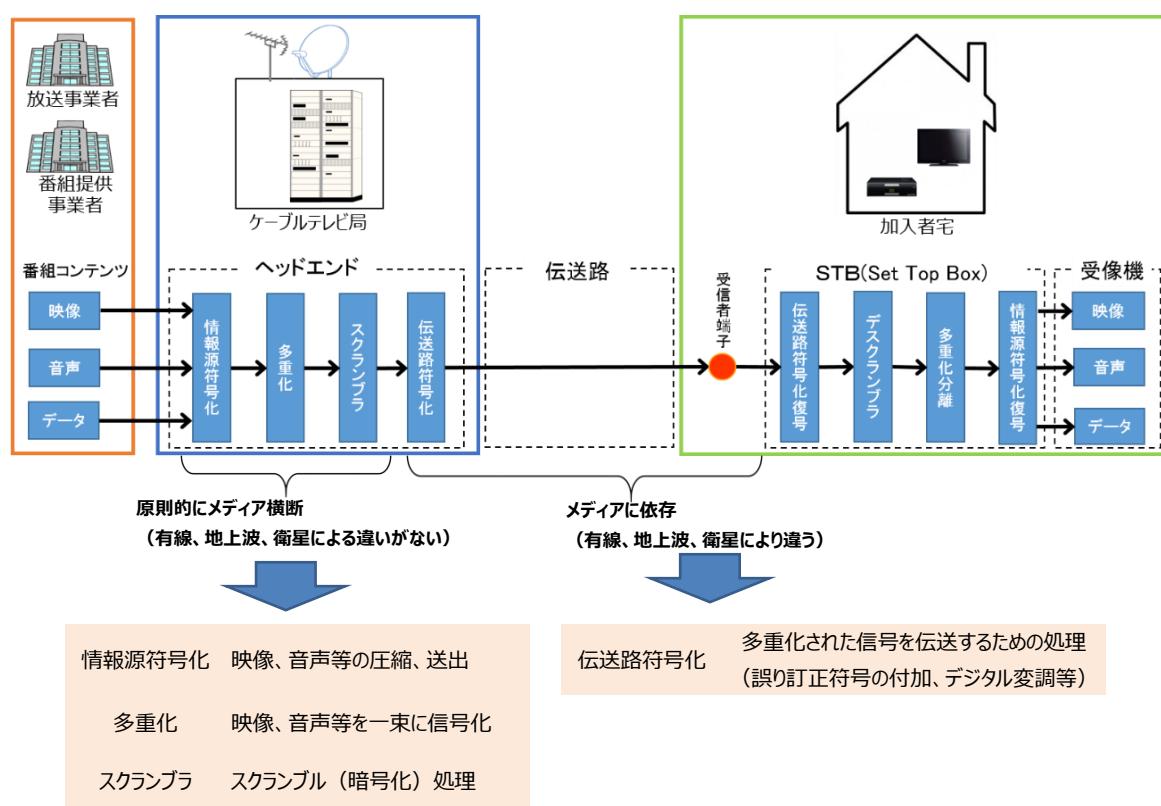 放送事業者
番組提供
事業者
ケーブルテレビ局
加入者宅
番組コンテンツ
ヘッドエンド
伝送路
受信者端子
STB(Set Top Box)
受像機
映像
音声
データ
情報源符号化
多重化
スクランブラ
伝送路符号化
伝送路符号化復号
デスクランブラ
多重化分離
情報源符号化復号
映像
音声
データ
原則的にメディア横断
（有線、地上波、衛星による違いがない）
メディアに依存
（有線、地上波、衛星により違う）
情報源符号化 映像、音声等の圧縮、送出
多重化 映像、音声等を一束に信号化
スクランブラ スクランブル（暗号化）処理
伝送路符号化
多重化された信号を伝送するための処理
（誤り訂正符号の付加、デジタル変調等）